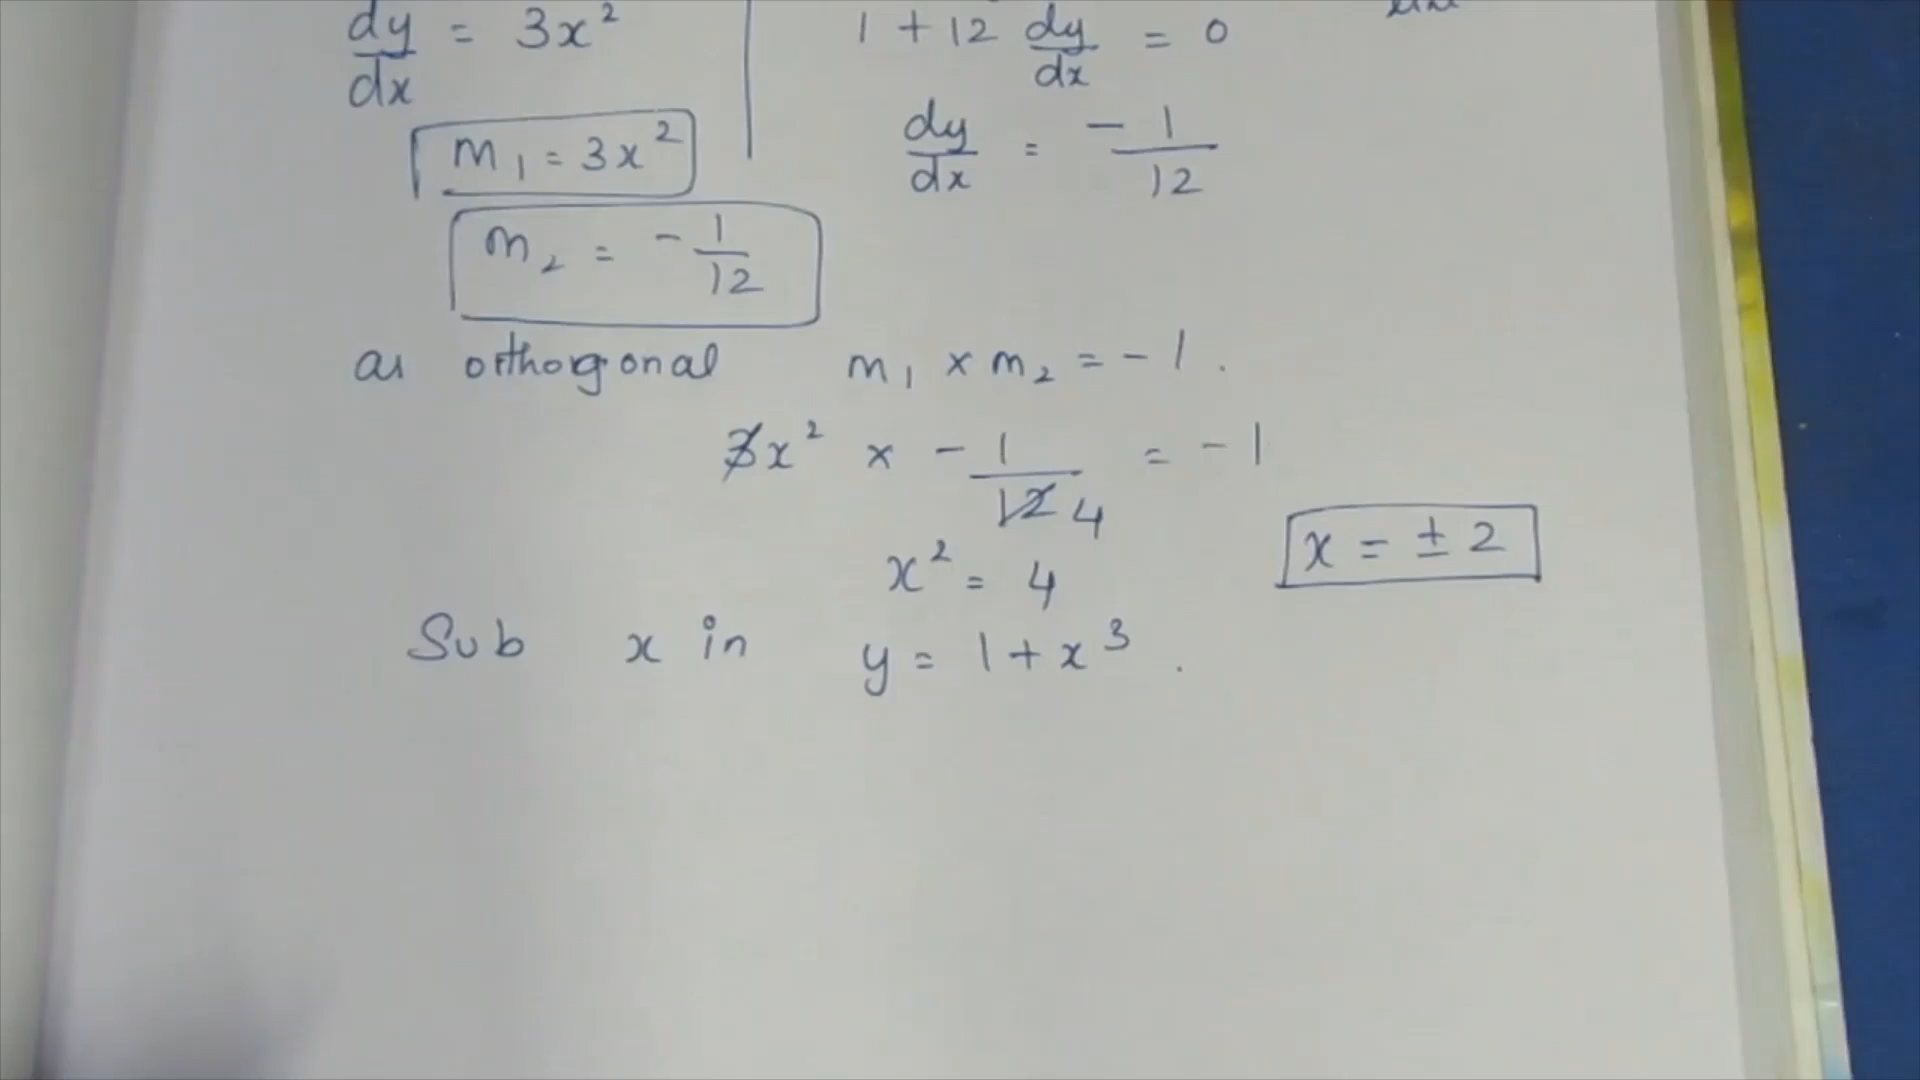 dy/dx = 3x²
1 + 12 dy/dx = 0
m₁ = 3x²
dy/dx = -1/12
m₂ = -1/12
as orthogonal m₁ × m₂ = -1.
3x² × -1/12 4 = -1
x² = 4
x = ± 2
Sub x in y = 1 + x³.